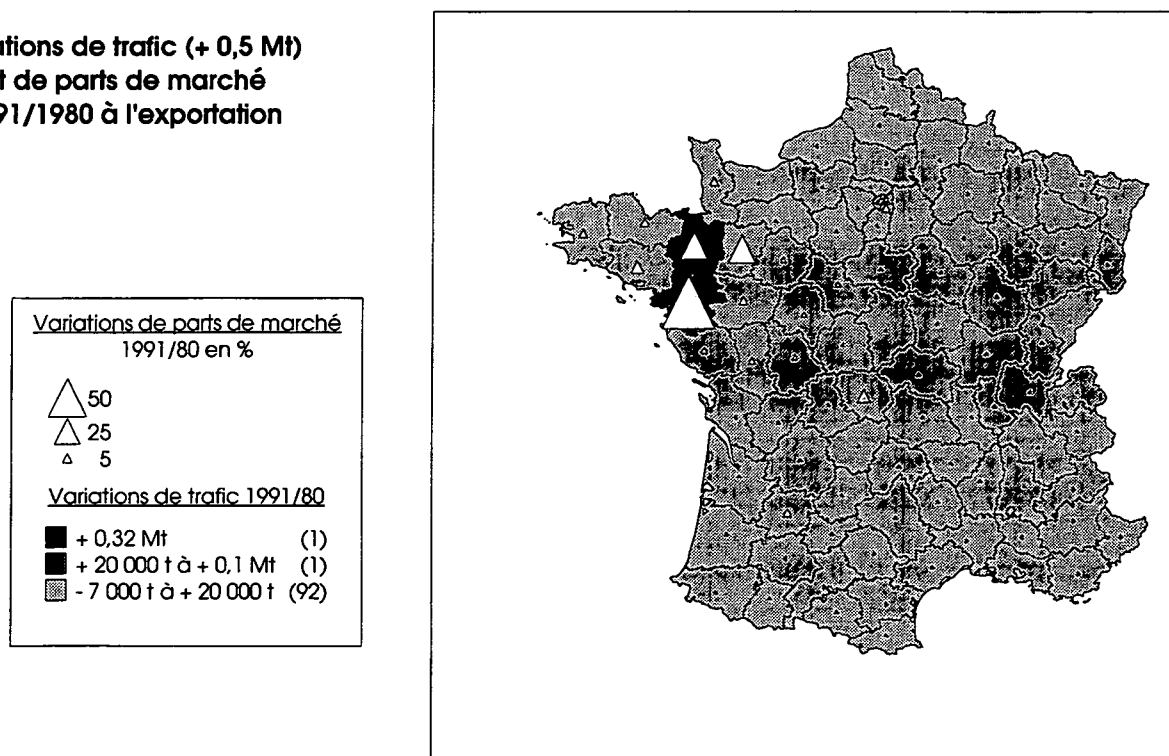 ations de trafic (+ 0,5 Mt)
t de parts de marché
91/1980 à l'exportation
Variations de parts de marché
1991/80 en %
50
25
5
Variations de trafic 1991/80
+ 0,32 Mt (1)
+ 20 000 t à + 0,1 Mt (1)
- 7 000 t à + 20 000 t (92)